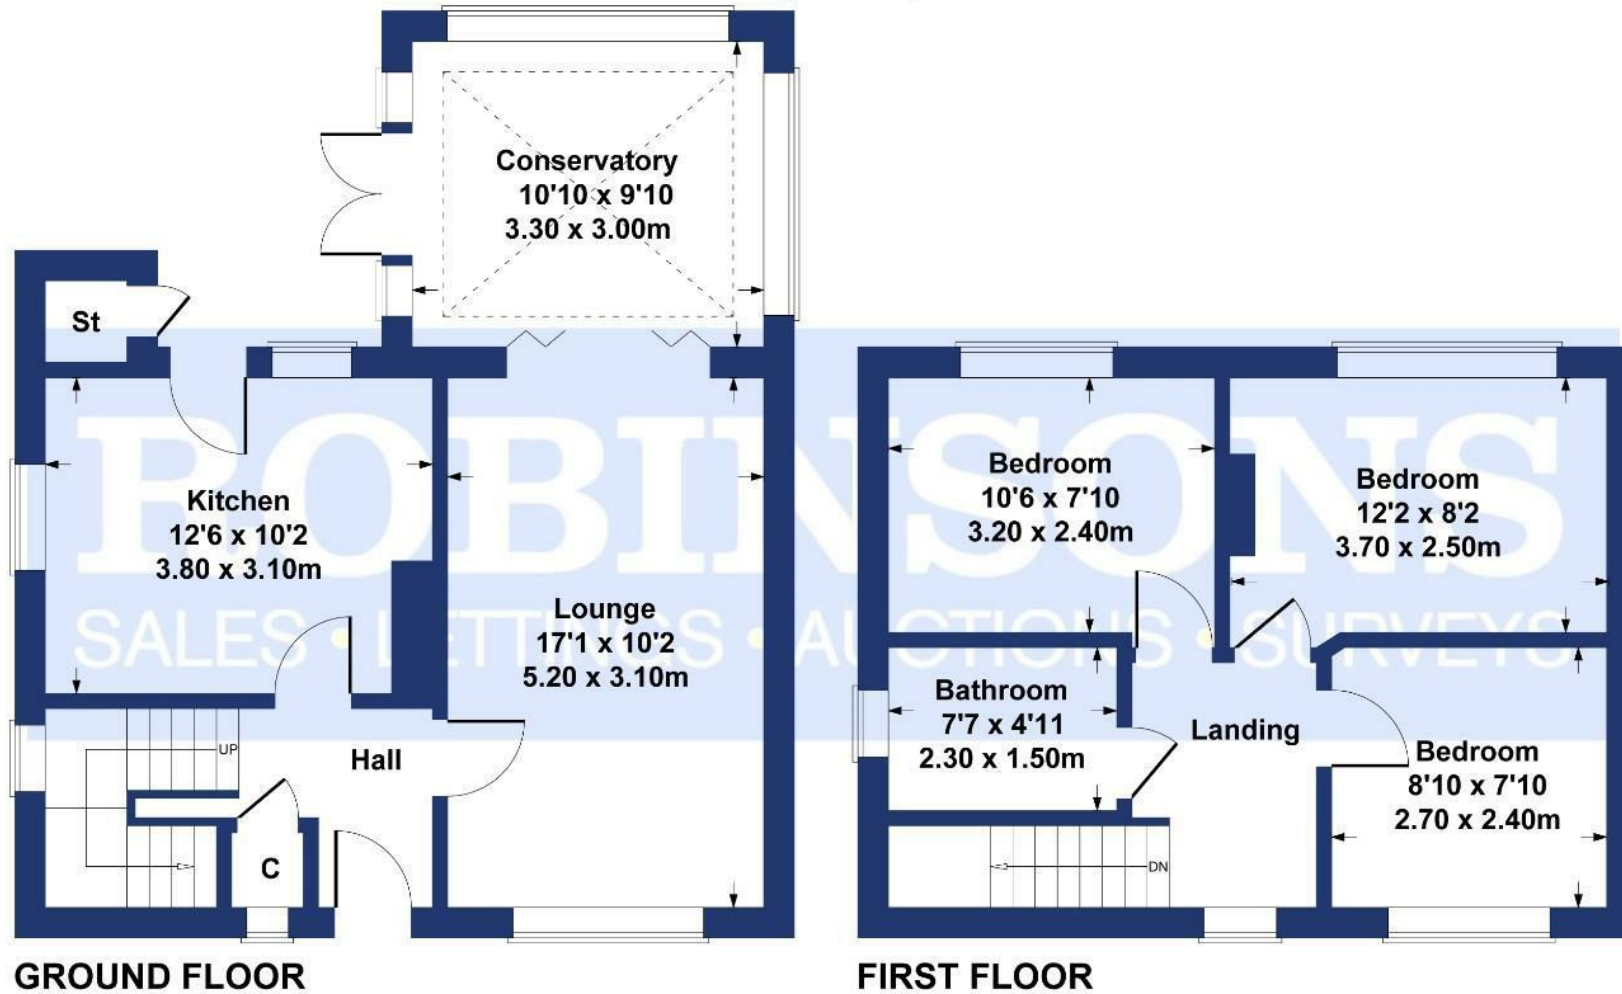 Conservatory
10'10 x 9'10
3.30 x 3.00m
St
Kitchen
12'6 x 10'2
3.80 x 3.10m
Lounge
17'1 x 10'2
5.20 x 3.10m
UP
Hall
C
GROUND FLOOR
Bedroom
10'6 x 7'10
3.20 x 2.40m
Bedroom
12'2 x 8'2
3.70 x 2.50m
Bathroom
7'7 x 4'11
2.30 x 1.50m
Landing
Bedroom
8'10 x 7'10
2.70 x 2.40m
DN
FIRST FLOOR
ROBINSONS
SALES • LETTINGS • AUCTIONS • SURVEYS